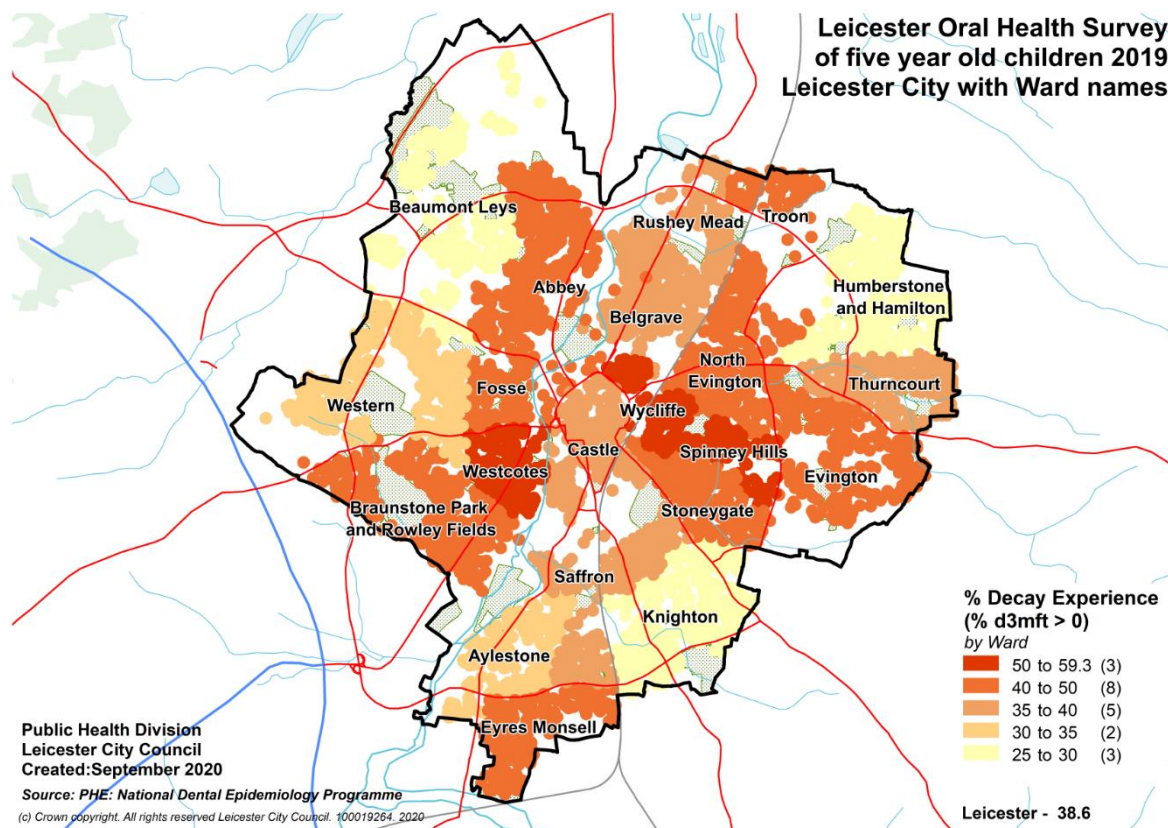 Leicester Oral Health Survey
of five year old children 2019
Leicester City with Ward names
Beaumont Leys
Rushey Mead
Troon
Abbey
Humberstone
and Hamilton
Belgrave
North
Evington
Fosse
Thurncourt
Western
Wycliffe
Castle
Spinney Hills
Westcotes
Evington
Braunstone Park
and Rowley Fields
Stoneygate
Saffron
Knighton
Aylestone
Eyres Monsell
% Decay Experience
(% d3mft > 0)
by Ward
50 to 59.3 (3)
40 to 50 (8)
35 to 40 (5)
30 to 35 (2)
25 to 30 (3)
Leicester - 38.6
Public Health Division
Leicester City Council
Created:September 2020
Source: PHE: National Dental Epidemiology Programme
(c) Crown copyright. All rights reserved Leicester City Council. 100019264. 2020